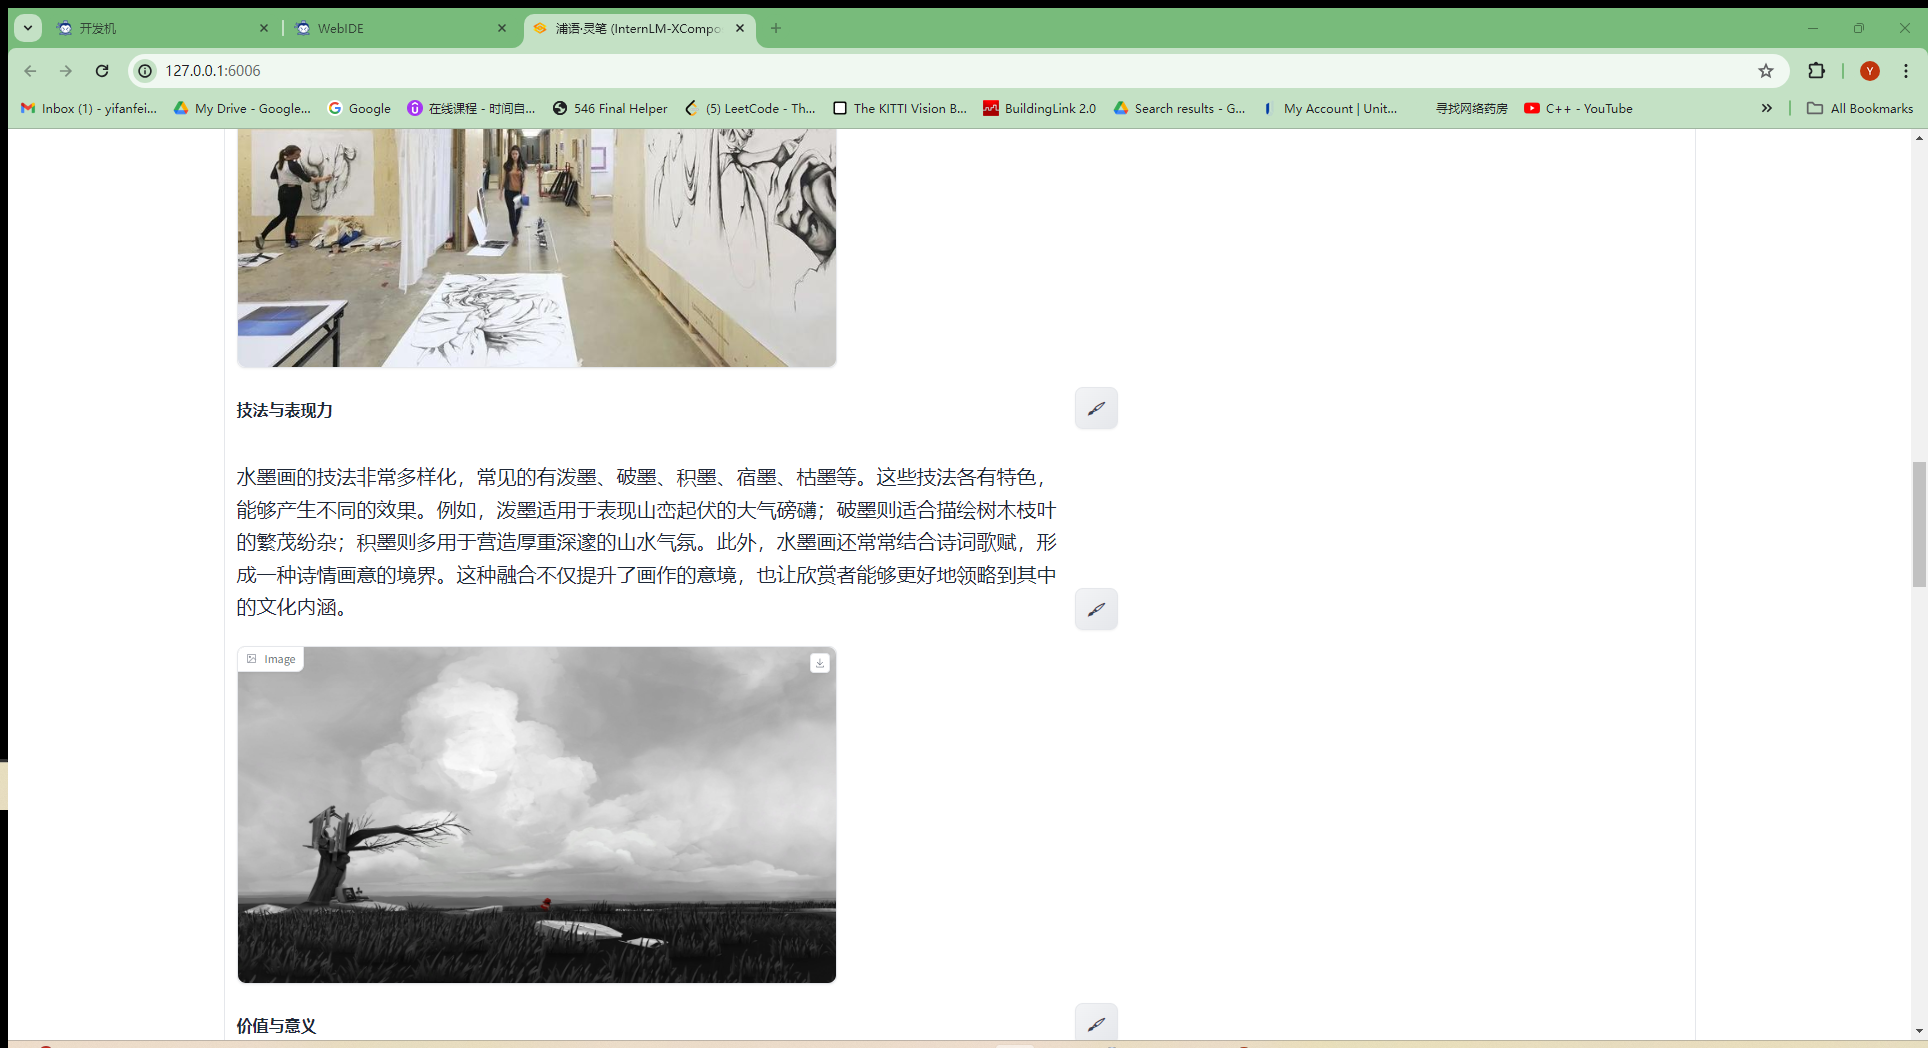 开发机
WebIDE
浦语·灵笔 (InternLM-XCompo
127.0.0.1:6006
Y
Inbox (1) - yifanfei...
My Drive - Google...
Google
在线课程 - 时间自...
546 Final Helper
(5) LeetCode - Th...
The KITTI Vision B...
BuildingLink 2.0
Search results - G...
My Account | Unit...
寻找网络药房
C++ - YouTube
All Bookmarks
技法与表现力
水墨画的技法非常多样化，常见的有泼墨、破墨、积墨、宿墨、枯墨等。这些技法各有特色，
能够产生不同的效果。例如，泼墨适用于表现山峦起伏的大气磅礴；破墨则适合描绘树木枝叶
的繁茂纷杂；积墨则多用于营造厚重深邃的山水气氛。此外，水墨画还常常结合诗词歌赋，形
成一种诗情画意的境界。这种融合不仅提升了画作的意境，也让欣赏者能够更好地领略到其中
的文化内涵。
Image
价值与意义